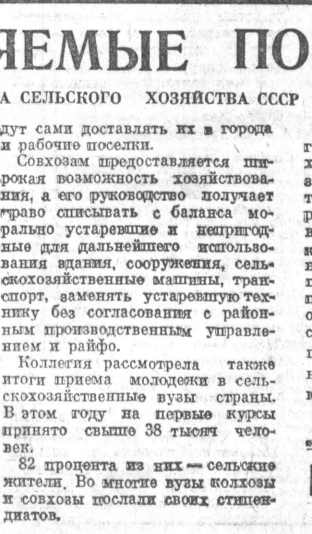 ЯЕМЫЕ ПО
А СЕЛЬСКОГО ХОЗЯЙСТВА СССР
дут сами доставлять их в города
и рабочие поселки.
Совхозам предоставляется ши-
рокая возможность хозяйствова-
ния, а его руководство получает
право списывать с баланса мо-
рально устаревшие и непригод-
ные для дальнейшего использо-
вания здания, сооружения, сель-
скохозяйственные машины, тран-
спорт, заменять устаревшую тех-
нику без согласования с район-
ным производственным управле-
нием и райфо.
Коллегия рассмотрела также
итоги приема молодежи в сель-
скохозяйственные вузы страны.
В этом году на первые курсы
принято свыше 38 тысяч чело-
век.
82 процента из них — сельские
жители. Во многие вузы колхозы
и совхозы послали своих стипен-
диатов.